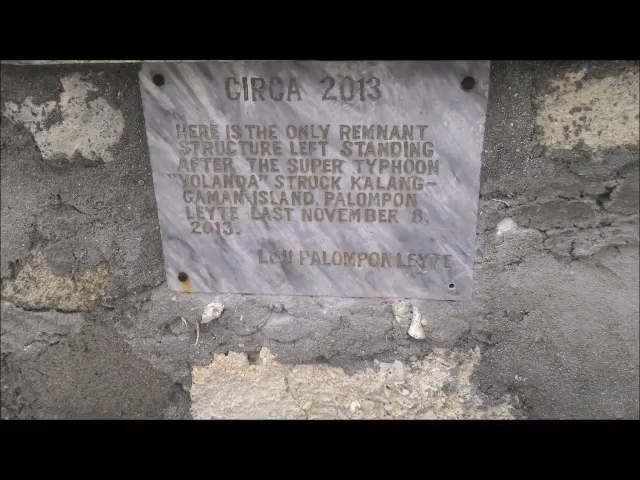 CIRCA 2013
HERE IS THE ONLY REMNANT
STRUCTURE LEFT STANDING
AFTER THE SUPER TYPHOON
"YOLANDA" STRUCK KALANG-
GAMAN ISLAND, PALOMPON
LEYTE LAST NOVEMBER 8,
2013.
LGU PALOMPON LEYTE